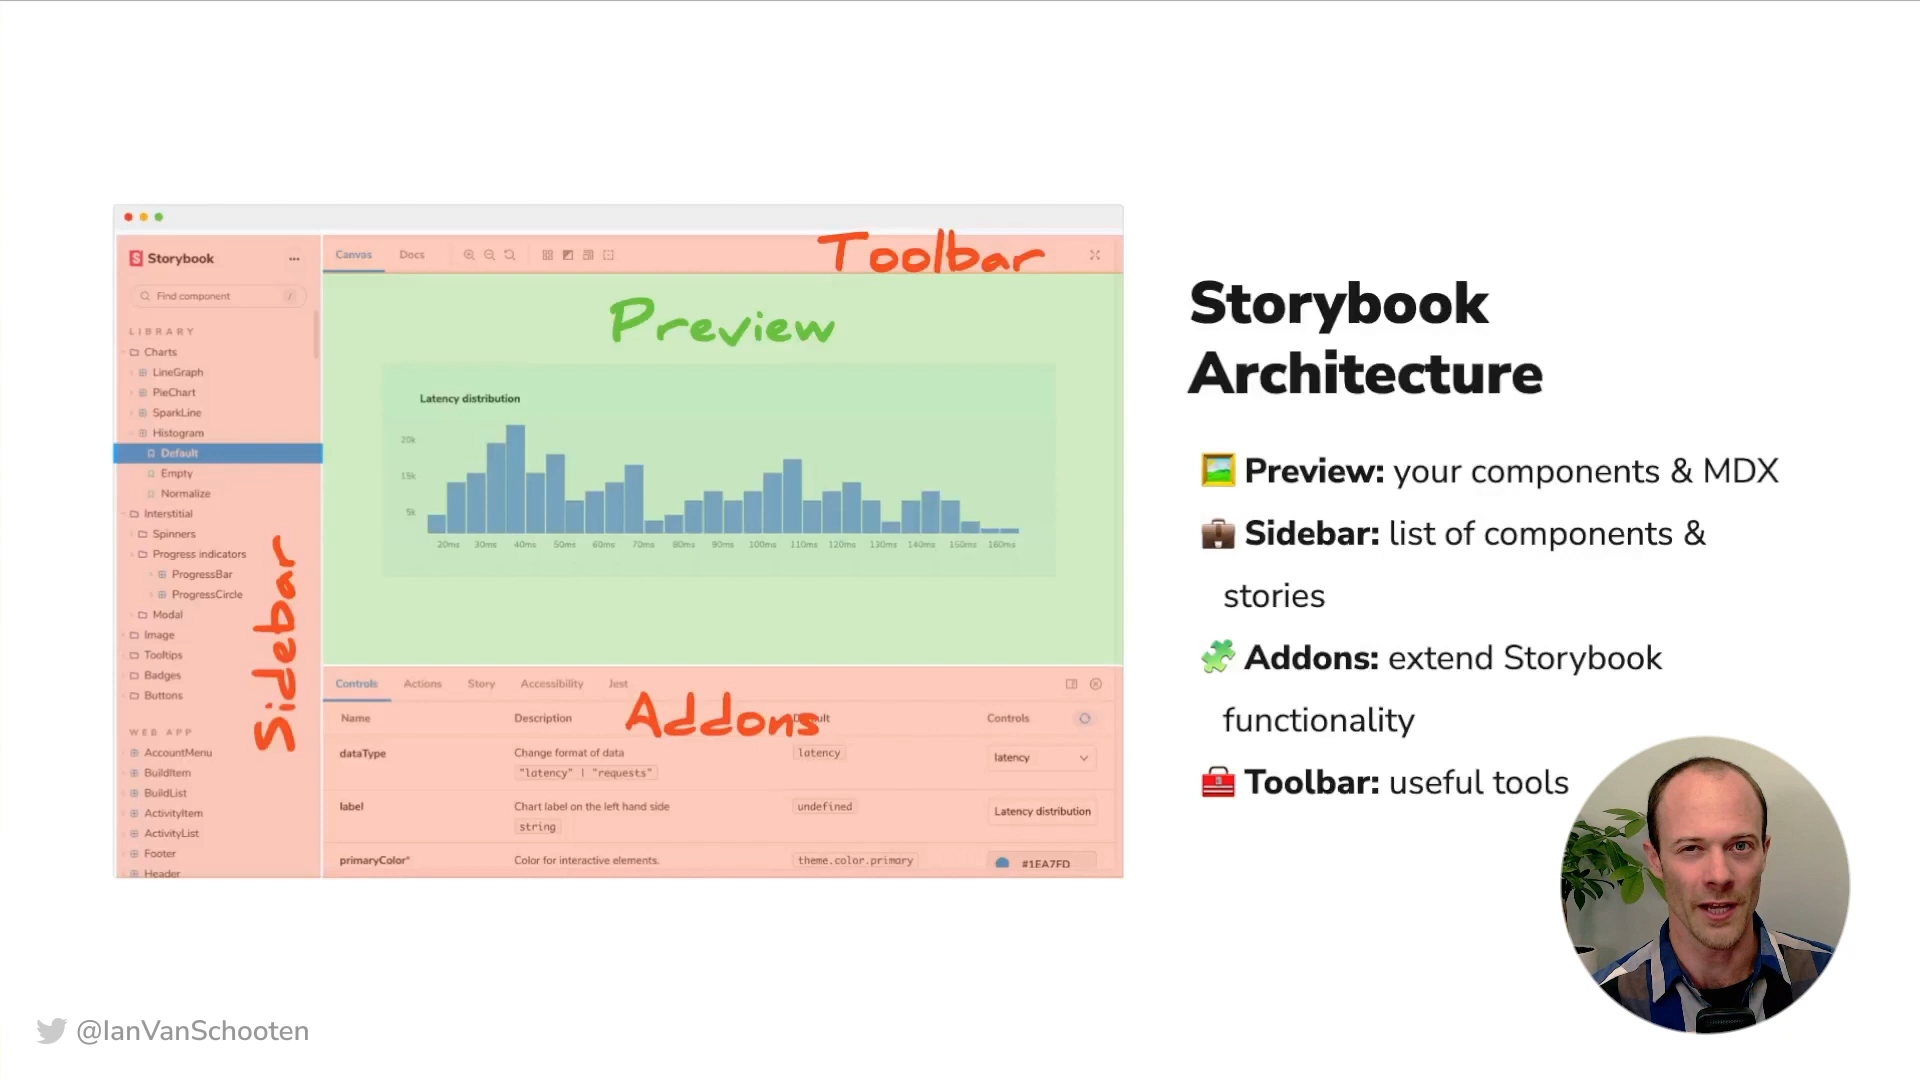 Storybook
Find component
/
LIBRARY
Charts
LineGraph
PieChart
SparkLine
Histogram
Default
Empty
Normalize
Interstitial
Spinners
Progress indicators
ProgressBar
ProgressCircle
Modal
Image
Tooltips
Badges
Buttons
WEB APP
AccountMenu
BuildItem
BuildList
ActivityItem
ActivityList
Footer
Header
Sidebar
Canvas Docs
Toolbar
Preview
Latency distribution
20k
15k
5k
20ms 30ms 40ms 50ms 60ms 70ms 80ms 90ms 100ms 110ms 120ms 130ms 140ms 150ms 160ms
Controls Actions Story Accessibility Jest
Addons
Name Description Default Controls
dataType Change format of data latency latency
"latency" | "requests"
label Chart label on the left hand side undefined Latency distribution
string
primaryColor* Color for interactive elements. theme.color.primary #1EA7FD
Storybook
Architecture
Preview: your components & MDX
Sidebar: list of components &
stories
Addons: extend Storybook
functionality
Toolbar: useful tools
@IanVanSchooten